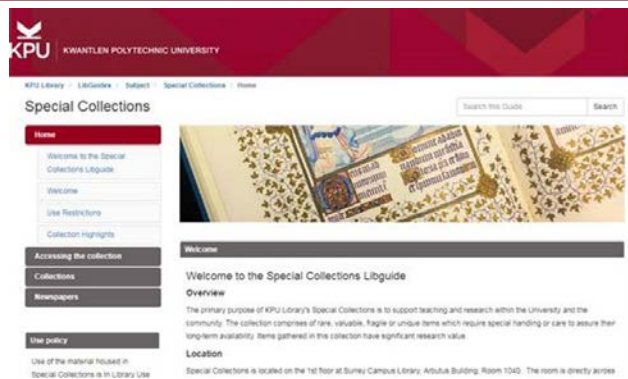 KPU KWANTLEN POLYTECHNIC UNIVERSITY
KPU Library / LibGuides / Subject / Special Collections / Home
Special Collections
Search this Guide Search
Home
Welcome to the Special
Collections Libguide
Welcome
Use Restrictions
Collection Highlights
Accessing the collection
Collections
Newspapers
Use policy
Use of the material housed in
Special Collections is In Library Use
Welcome
Welcome to the Special Collections Libguide
Overview
The primary purpose of KPU Library's Special Collections is to support teaching and research within the University and the
community. The collection comprises of rare, valuable, fragile or unique items which require special handling or care to assure their
long-term availability. Items gathered in this collection have significant research value.
Location
Special Collections is located on the 1st floor at Surrey Campus Library, Arbutus Building, Room 1040. The room is directly across